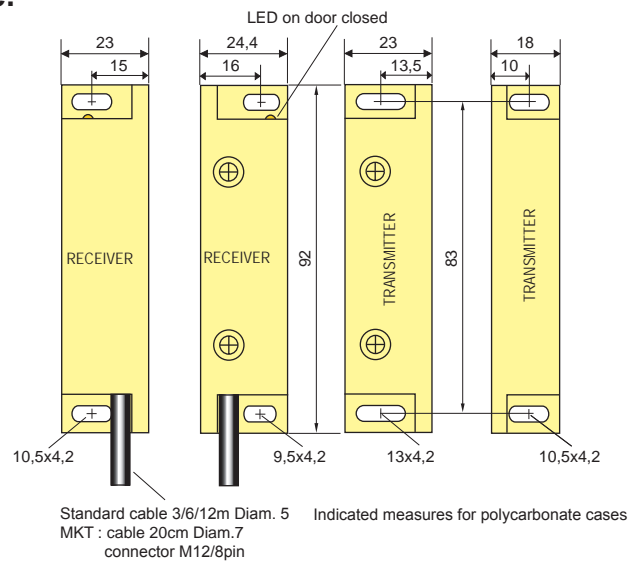 LED on door closed
23
24,4
23
18
15
16
13,5
10
RECEIVER
RECEIVER
92
TRANSMITTER
83
TRANSMITTER
10,5x4,2
9,5x4,2
13x4,2
10,5x4,2
Standard cable 3/6/12m Diam. 5
Indicated measures for polycarbonate cases
MKT : cable 20cm Diam.7
connector M12/8pin